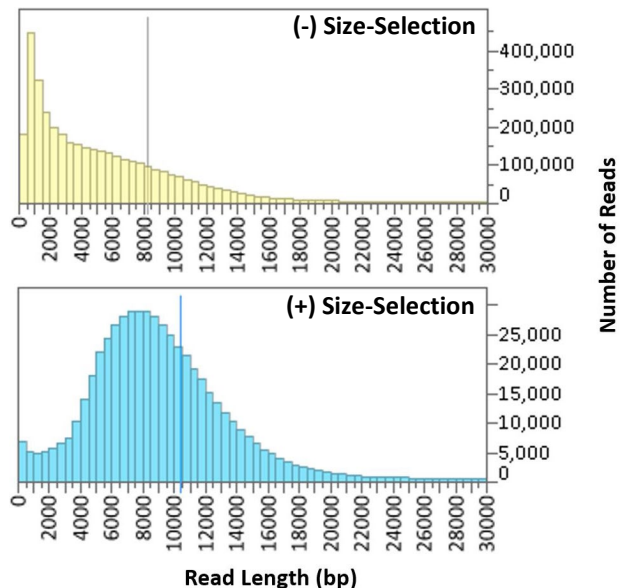 (-) Size-Selection
400,000
300,000
200,000
100,000
0
0 2000 4000 6000 8000 10000 12000 14000 16000 18000 20000 22000 24000 26000 28000 30000
Number of Reads
(+) Size-Selection
25,000
20,000
15,000
10,000
5,000
0
0 2000 4000 6000 8000 10000 12000 14000 16000 18000 20000 22000 24000 26000 28000 30000
Read Length (bp)